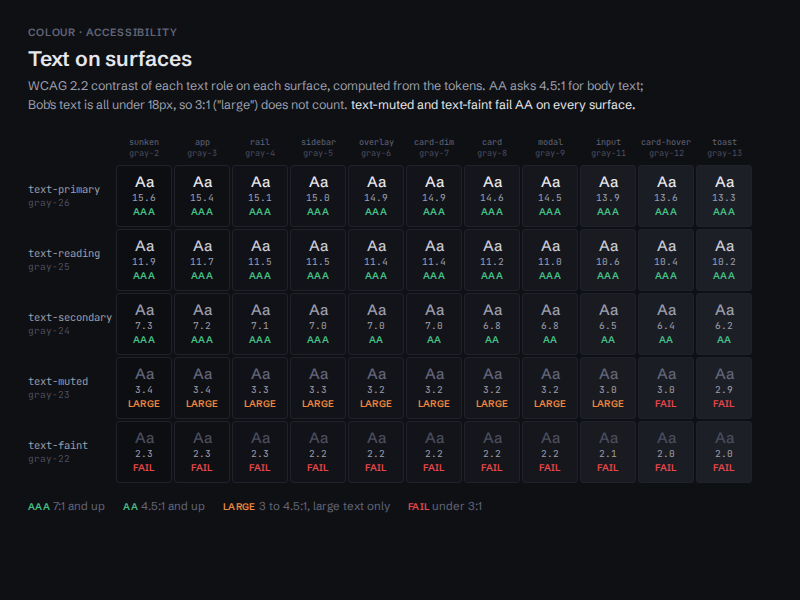 COLOUR · ACCESSIBILITY
Text on surfaces
WCAG 2.2 contrast of each text role on each surface, computed from the tokens. AA asks 4.5:1 for body text;
Bob's text is all under 18px, so 3:1 ("large") does not count. text-muted and text-faint fail AA on every surface.
sunken app rail sidebar overlay card-dim card modal input card-hover toast
gray-2 gray-3 gray-4 gray-5 gray-6 gray-7 gray-8 gray-9 gray-11 gray-12 gray-13
Aa Aa Aa Aa Aa Aa Aa Aa Aa Aa Aa
text-primary
gray-26
15.6 15.4 15.1 15.0 14.9 14.9 14.6 14.5 13.9 13.6 13.3
AAA AAA AAA AAA AAA AAA AAA AAA AAA AAA AAA
Aa Aa Aa Aa Aa Aa Aa Aa Aa Aa Aa
text-reading
gray-25
11.9 11.7 11.5 11.5 11.4 11.4 11.2 11.0 10.6 10.4 10.2
AAA AAA AAA AAA AAA AAA AAA AAA AAA AAA AAA
Aa Aa Aa Aa Aa Aa Aa Aa Aa Aa Aa
text-secondary
gray-24
7.3 7.2 7.1 7.0 7.0 7.0 6.8 6.8 6.5 6.4 6.2
AAA AAA AAA AAA AA AA AA AA AA AA AA
Aa Aa Aa Aa Aa Aa Aa Aa Aa Aa Aa
text-muted
gray-23
3.4 3.4 3.3 3.3 3.2 3.2 3.2 3.2 3.0 3.0 2.9
LARGE LARGE LARGE LARGE LARGE LARGE LARGE LARGE LARGE FAIL FAIL
Aa Aa Aa Aa Aa Aa Aa Aa Aa Aa Aa
text-faint
gray-22
2.3 2.3 2.3 2.2 2.2 2.2 2.2 2.2 2.1 2.0 2.0
FAIL FAIL FAIL FAIL FAIL FAIL FAIL FAIL FAIL FAIL FAIL
AAA 7:1 and up AA 4.5:1 and up LARGE 3 to 4.5:1, large text only FAIL under 3:1